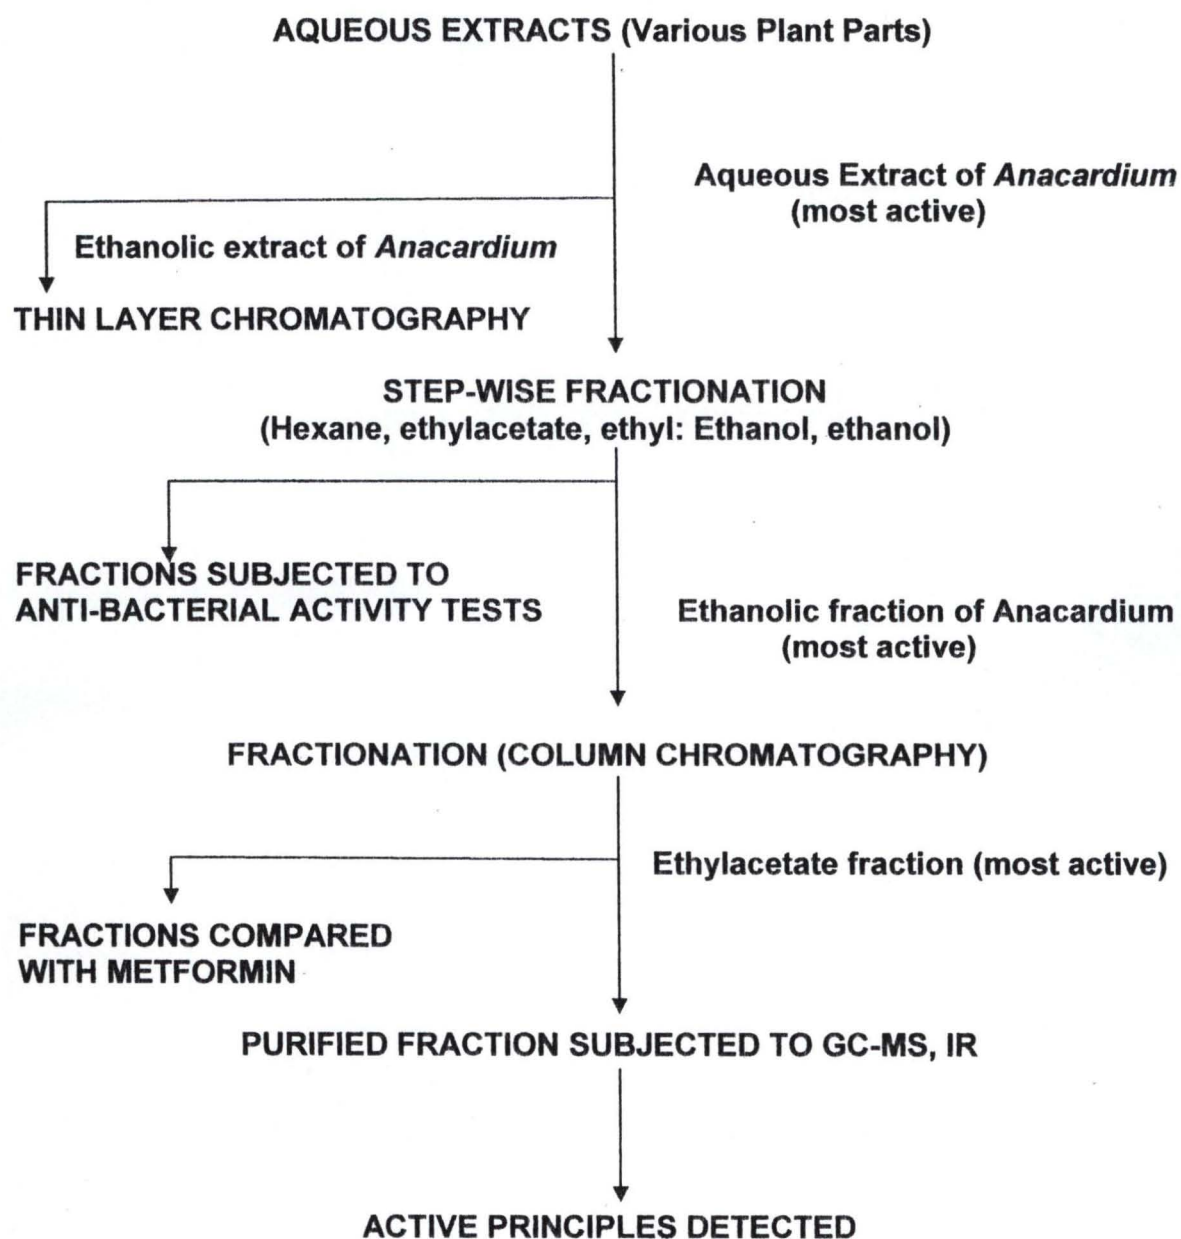 AQUEOUS EXTRACTS (Various Plant Parts)
Aqueous Extract of Anacardium
(most active)
Ethanolic extract of Anacardium
THIN LAYER CHROMATOGRAPHY
STEP-WISE FRACTIONATION
(Hexane, ethylacetate, ethyl: Ethanol, ethanol)
FRACTIONS SUBJECTED TO
ANTI-BACTERIAL ACTIVITY TESTS
Ethanolic fraction of Anacardium
(most active)
FRACTIONATION (COLUMN CHROMATOGRAPHY)
Ethylacetate fraction (most active)
FRACTIONS COMPARED
WITH METFORMIN
PURIFIED FRACTION SUBJECTED TO GC-MS, IR
ACTIVE PRINCIPLES DETECTED